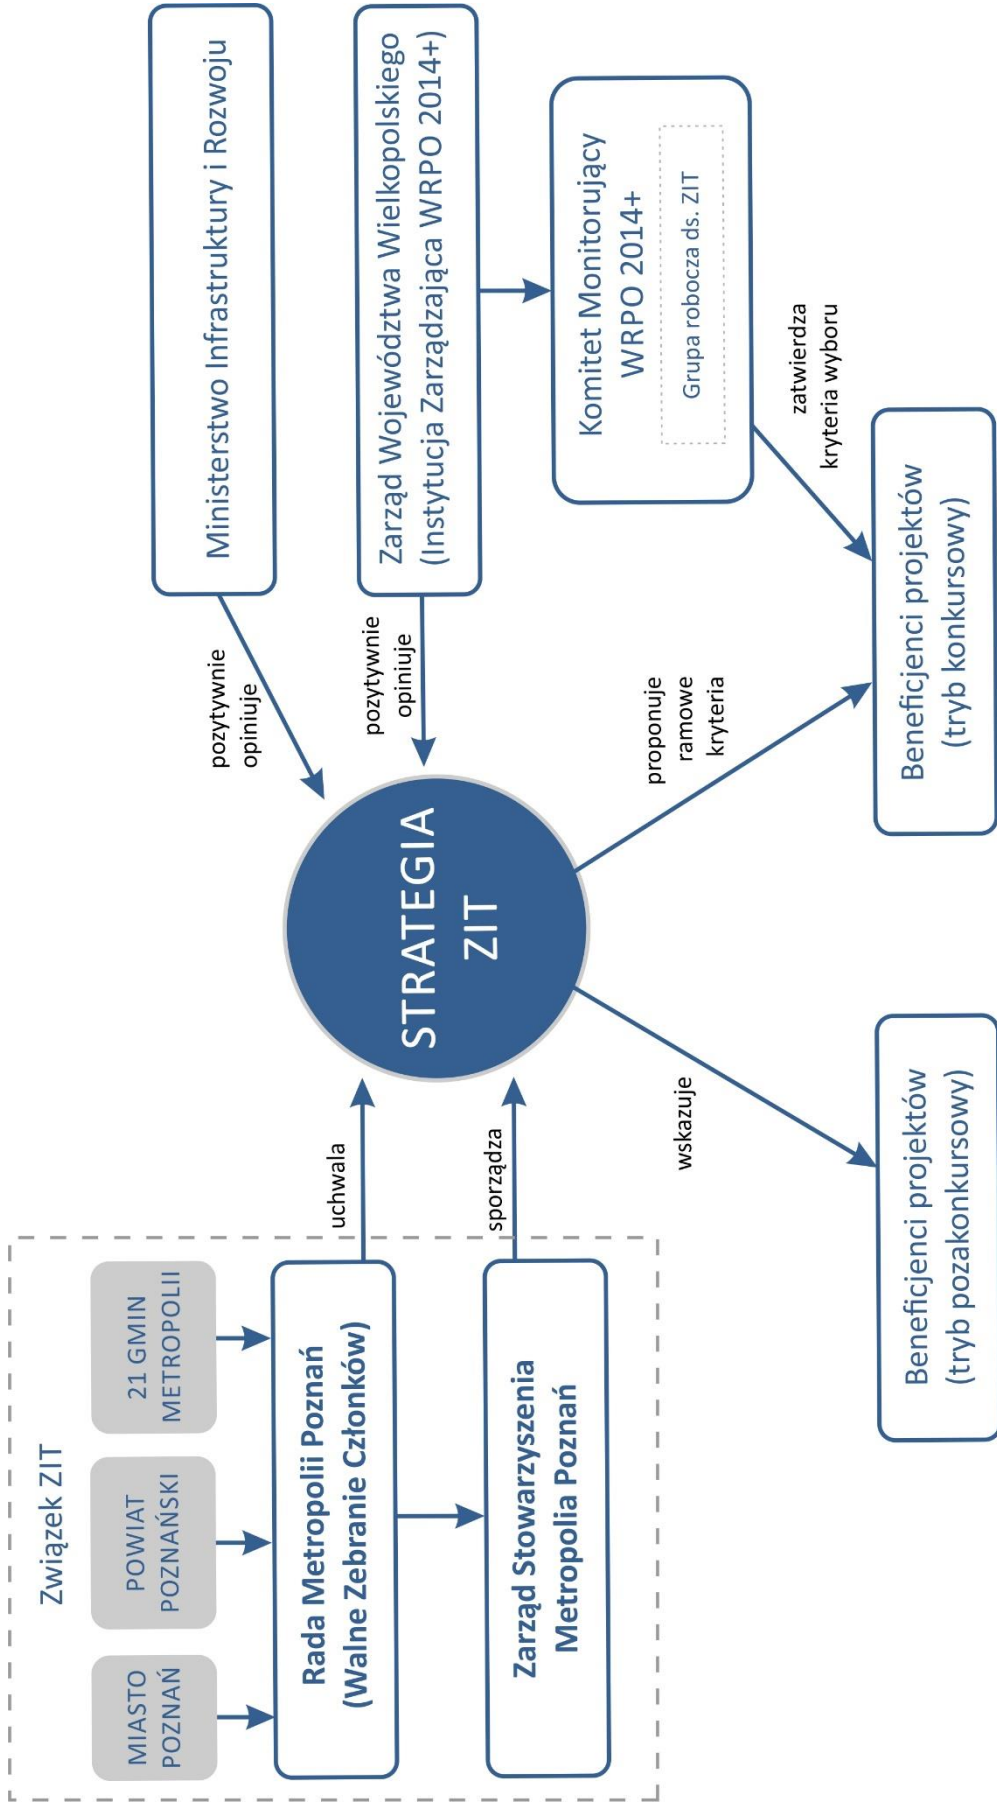 Związek ZIT
MIASTO
POZNAŃ
POWIAT
POZNAŃSKI
21 GMIN
METROPOLII
Rada Metropolii Poznań
(Walne Zebranie Członków)
Zarząd Stowarzyszenia
Metropolia Poznań
uchwala
sporządza
STRATEGIA
ZIT
pozytywnie
opiniuje
Ministerstwo Infrastruktury i Rozwoju
pozytywnie
opiniuje
Zarząd Województwa Wielkopolskiego
(Instytucja Zarządzająca WRPO 2014+)
Komitet Monitorujący
WRPO 2014+
Grupa robocza ds. ZIT
wskazuje
proponuje
ramowe
kryteria
zatwierdza
kryteria wyboru
Beneficjenci projektów
(tryb pozakonkursowy)
Beneficjenci projektów
(tryb konkursowy)